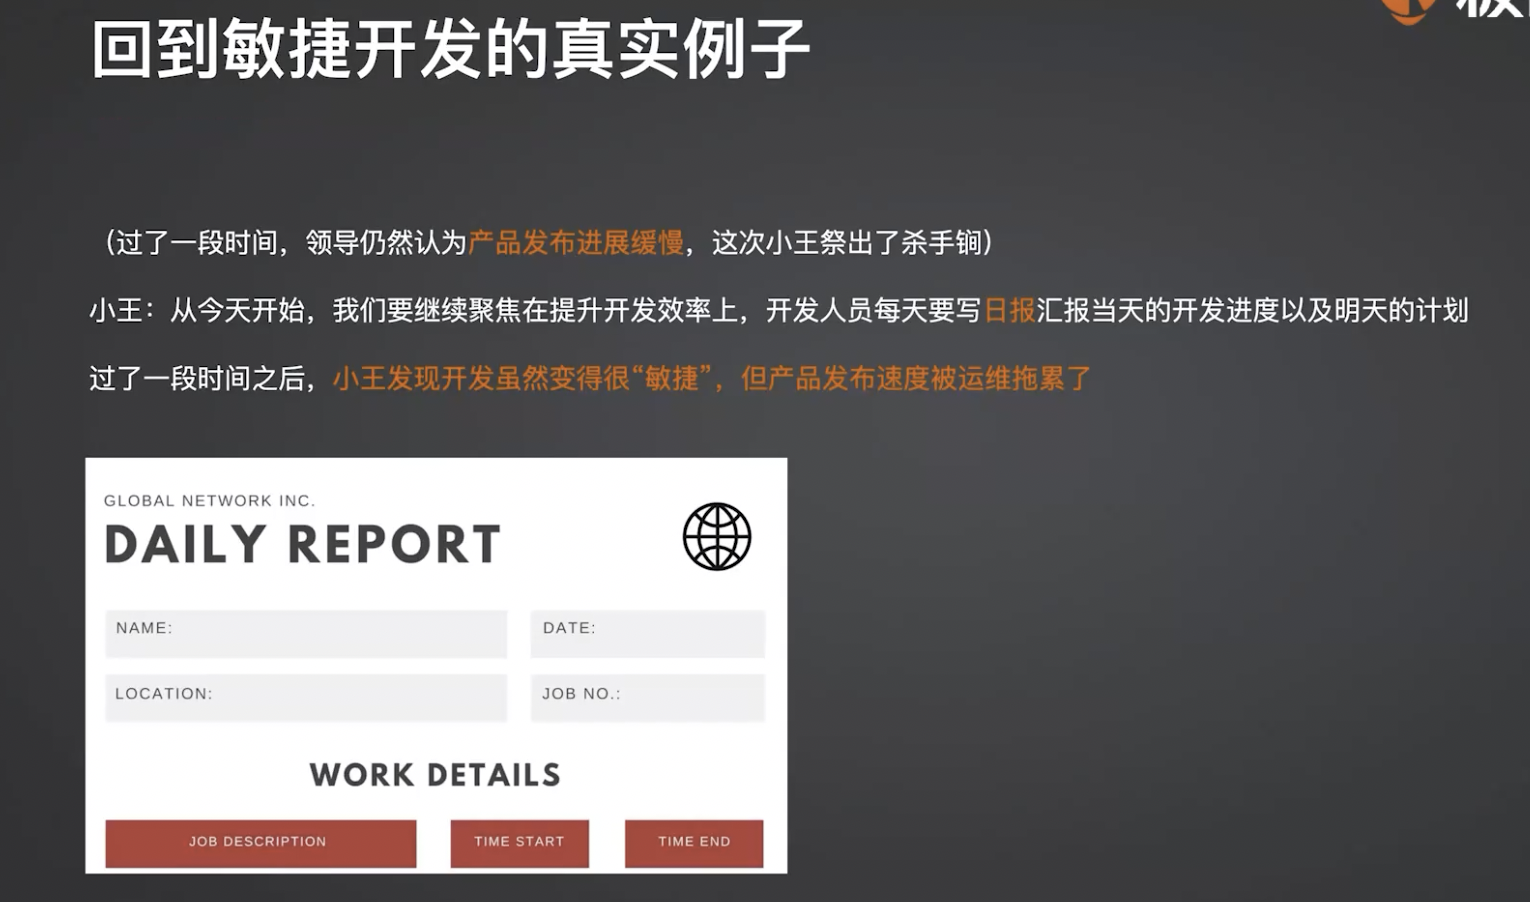 回到敏捷开发的真实例子
（过了一段时间，领导仍然认为产品发布进展缓慢，这次小王祭出了杀手锏）
小王：从今天开始，我们要继续聚焦在提升开发效率上，开发人员每天要写日报汇报当天的开发进度以及明天的计划
过了一段时间之后，小王发现开发虽然变得很“敏捷”，但产品发布速度被运维拖累了
GLOBAL NETWORK INC.
DAILY REPORT
NAME:
DATE:
LOCATION:
JOB NO.:
WORK DETAILS
JOB DESCRIPTION
TIME START
TIME END